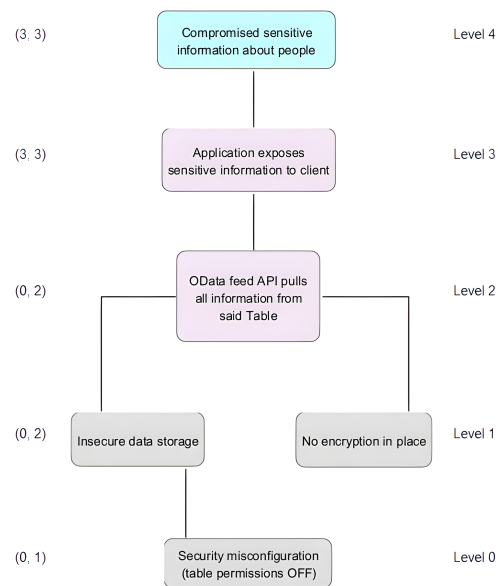 (3, 3)
Compromised sensitive
information about people
Level 4
(3, 3)
Application exposes
sensitive information to client
Level 3
(0, 2)
OData feed API pulls
all information from
said Table
Level 2
(0, 2)
Insecure data storage
No encryption in place
Level 1
(0, 1)
Security misconfiguration
(table permissions OFF)
Level 0